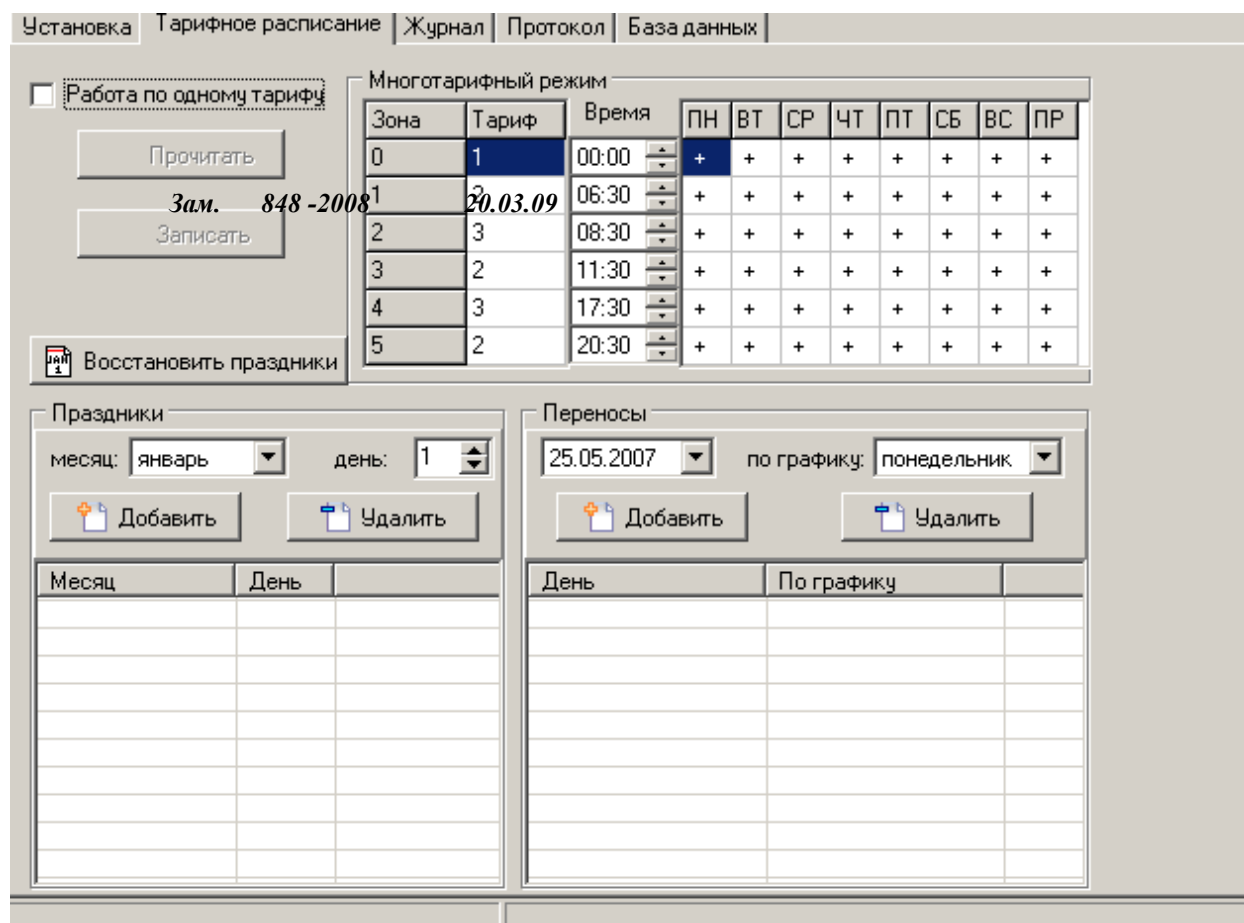 Установка Тарифное расписание Журнал Протокол База данных
Работа по одному тарифу
Прочитать
Зам. 848 -2008 20.03.09
Записать
Восстановить праздники
Многотарифный режим
Зона Тариф Время ПН ВТ СР ЧТ ПТ СБ ВС ПР
0 1 00:00 + + + + + + + +
1 2 06:30 + + + + + + + +
2 3 08:30 + + + + + + + +
3 2 11:30 + + + + + + + +
4 3 17:30 + + + + + + + +
5 2 20:30 + + + + + + + +
Праздники
месяц: январь день: 1
Добавить Удалить
Месяц День
Переносы
25.05.2007 по графику: понедельник
Добавить Удалить
День По графику